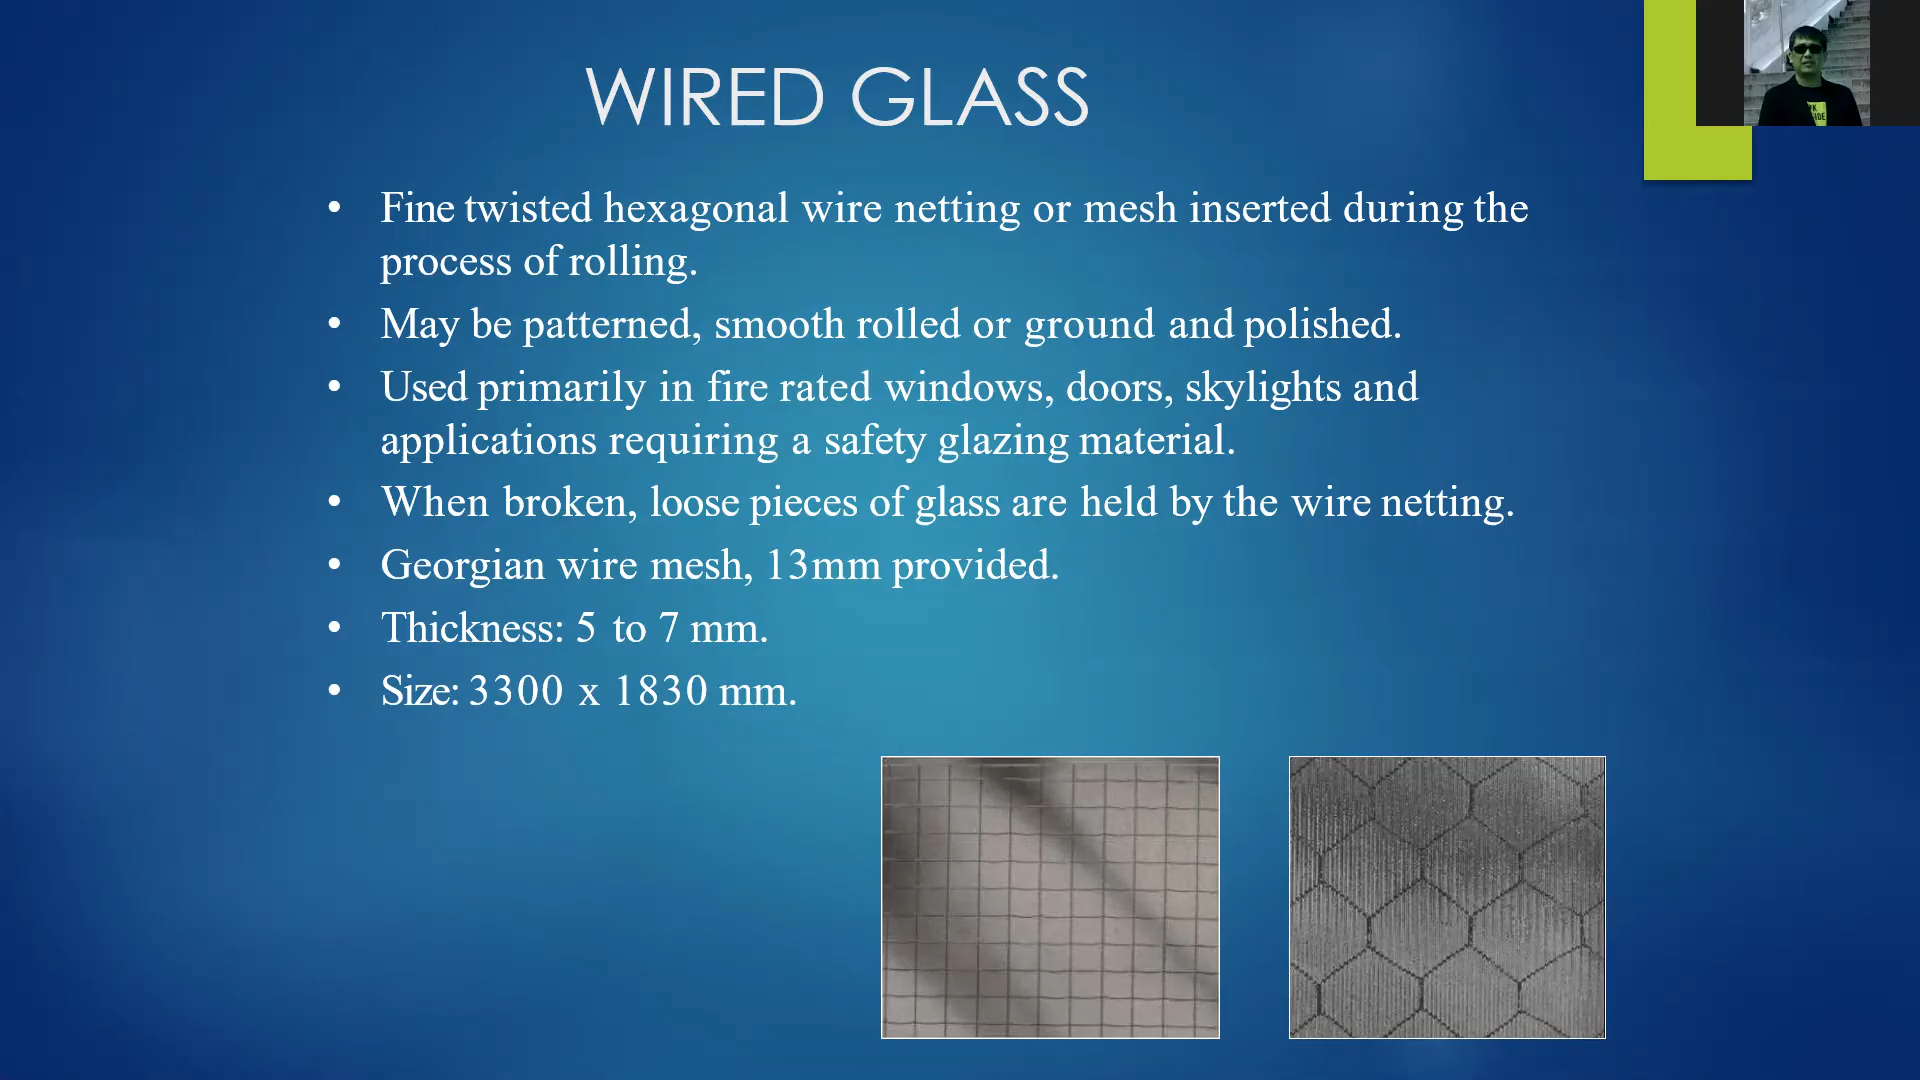 WIRED GLASS
• Fine twisted hexagonal wire netting or mesh inserted during the
process of rolling.
• May be patterned, smooth rolled or ground and polished.
• Used primarily in fire rated windows, doors, skylights and
applications requiring a safety glazing material.
• When broken, loose pieces of glass are held by the wire netting.
• Georgian wire mesh, 13mm provided.
• Thickness: 5 to 7 mm.
• Size: 3300 x 1830 mm.